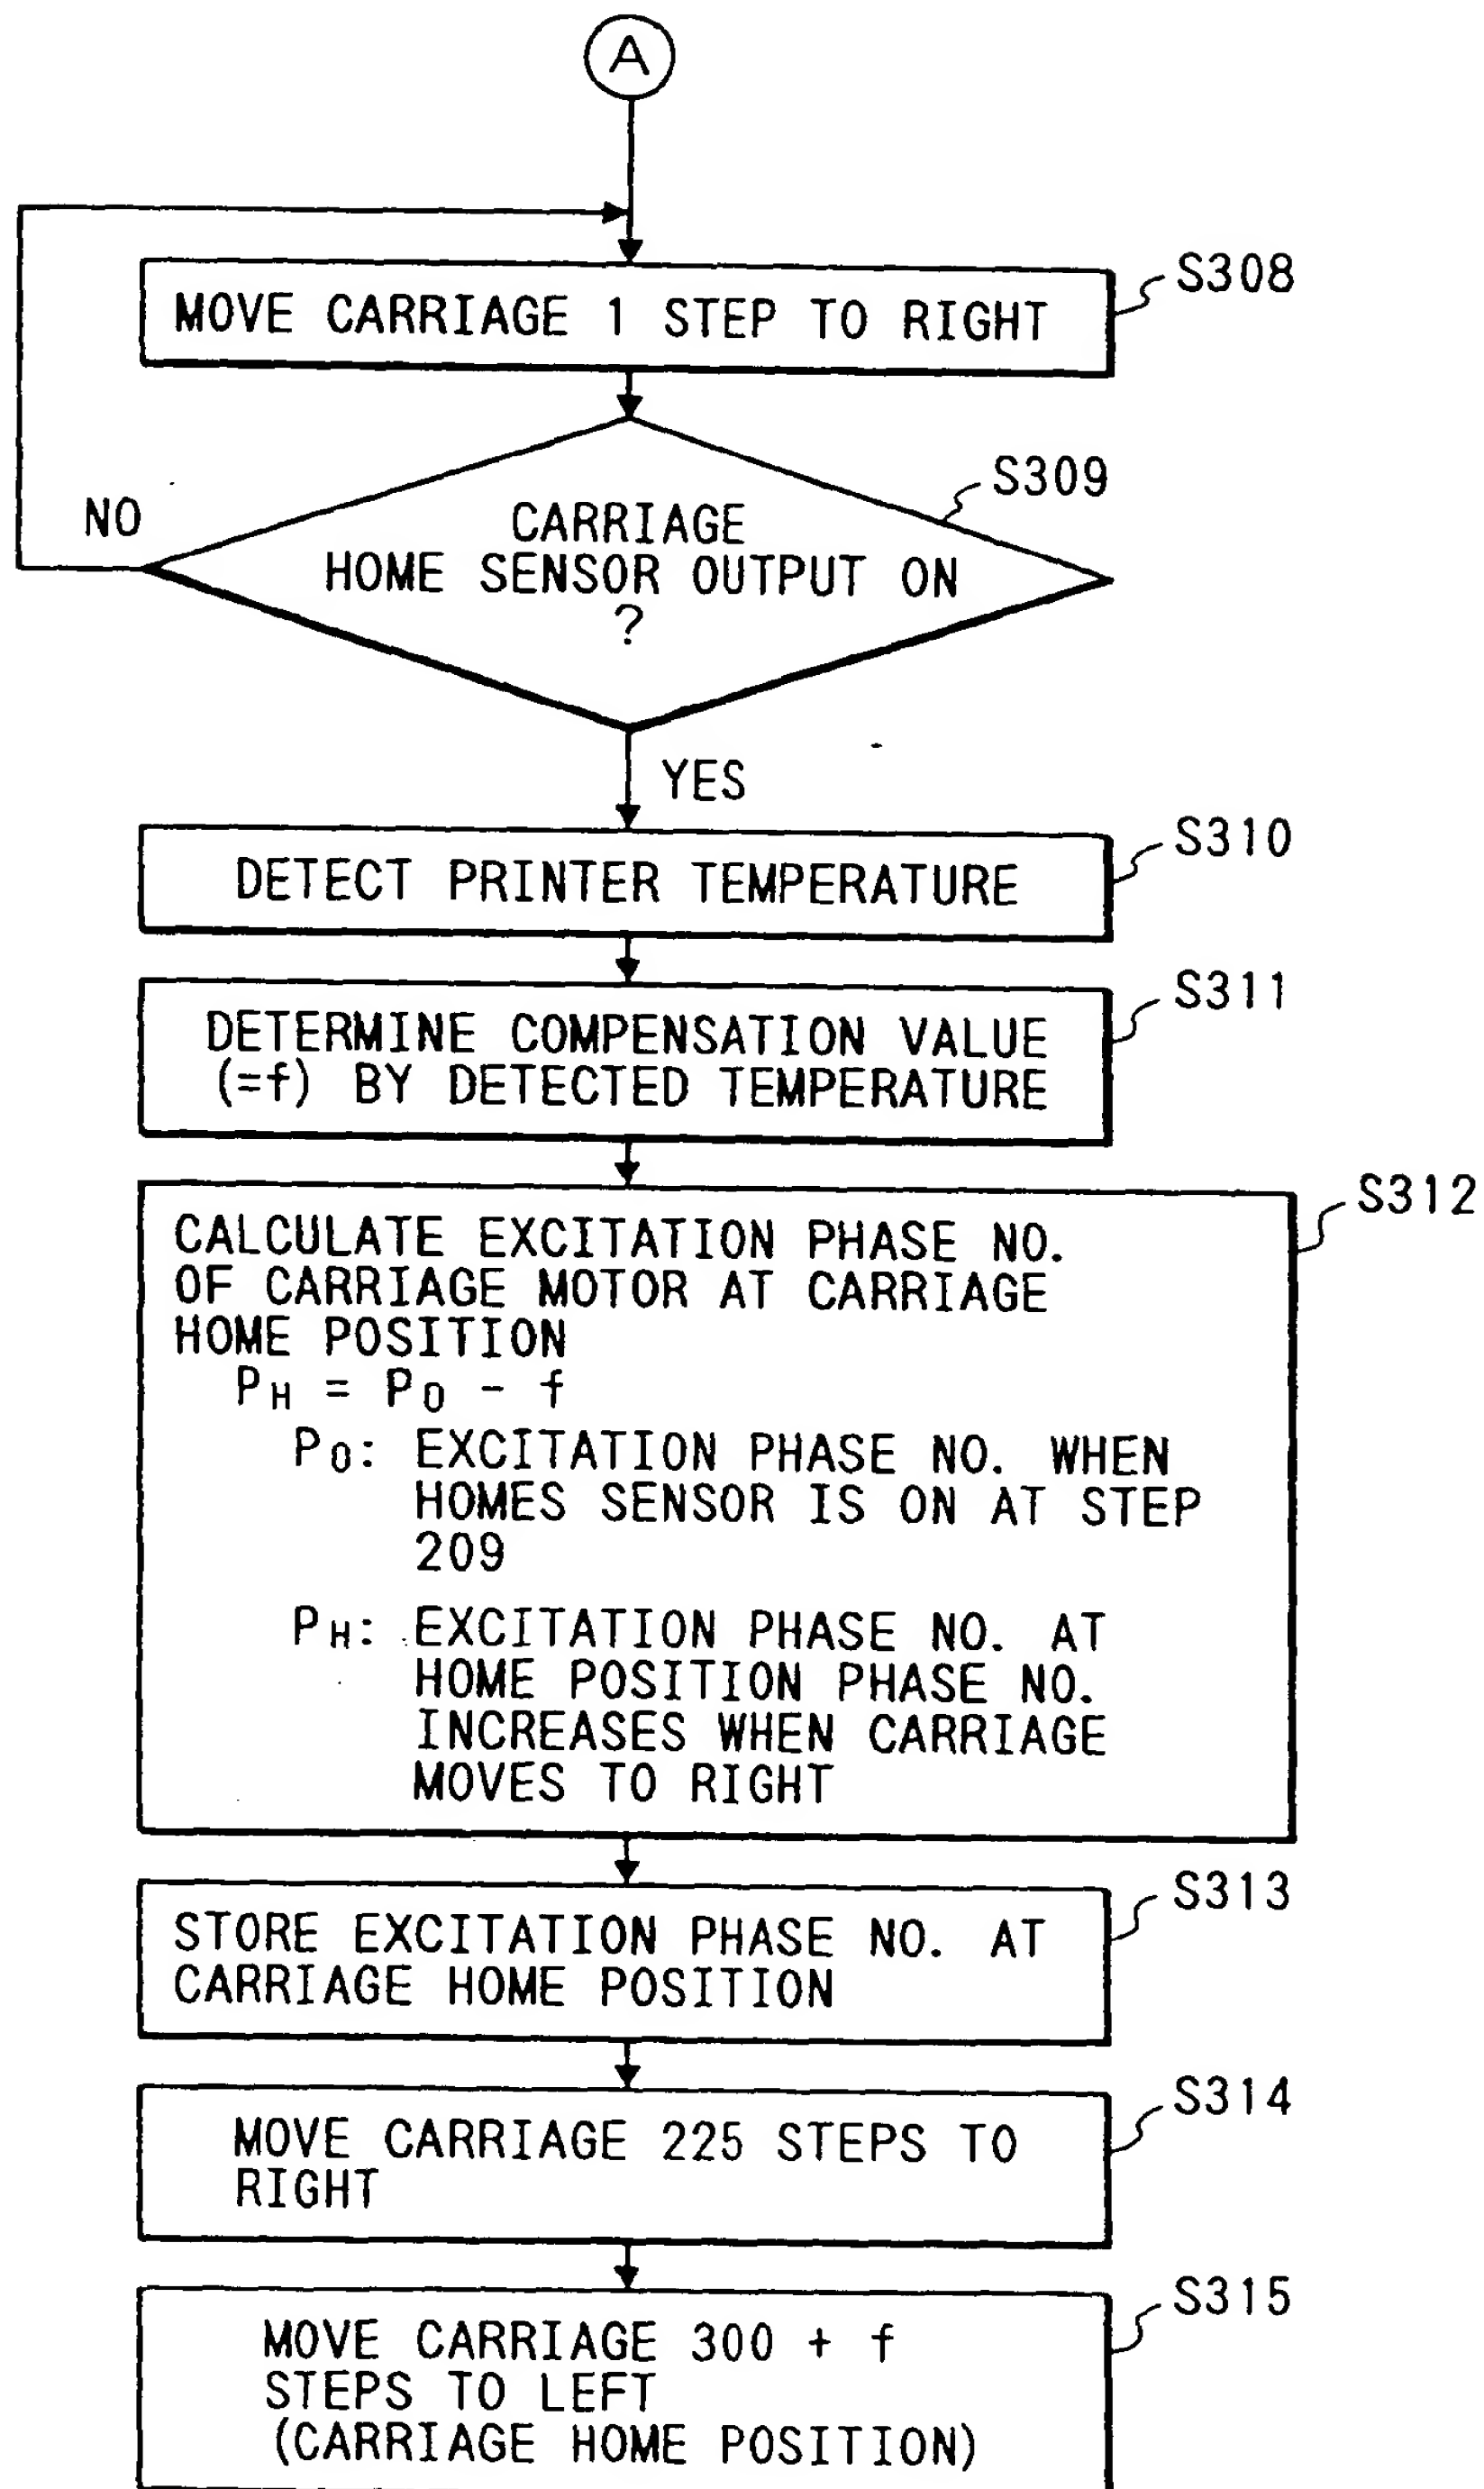 A
MOVE CARRIAGE 1 STEP TO RIGHT
S308
CARRIAGE
HOME SENSOR OUTPUT ON
?
S309
NO
YES
DETECT PRINTER TEMPERATURE
S310
DETERMINE COMPENSATION VALUE
(=f) BY DETECTED TEMPERATURE
S311
CALCULATE EXCITATION PHASE NO.
OF CARRIAGE MOTOR AT CARRIAGE
HOME POSITION
PH = P0 - f
P0: EXCITATION PHASE NO. WHEN
HOMES SENSOR IS ON AT STEP
209
PH: EXCITATION PHASE NO. AT
HOME POSITION PHASE NO.
INCREASES WHEN CARRIAGE
MOVES TO RIGHT
S312
STORE EXCITATION PHASE NO. AT
CARRIAGE HOME POSITION
S313
MOVE CARRIAGE 225 STEPS TO
RIGHT
S314
MOVE CARRIAGE 300 + f
STEPS TO LEFT
(CARRIAGE HOME POSITION)
S315